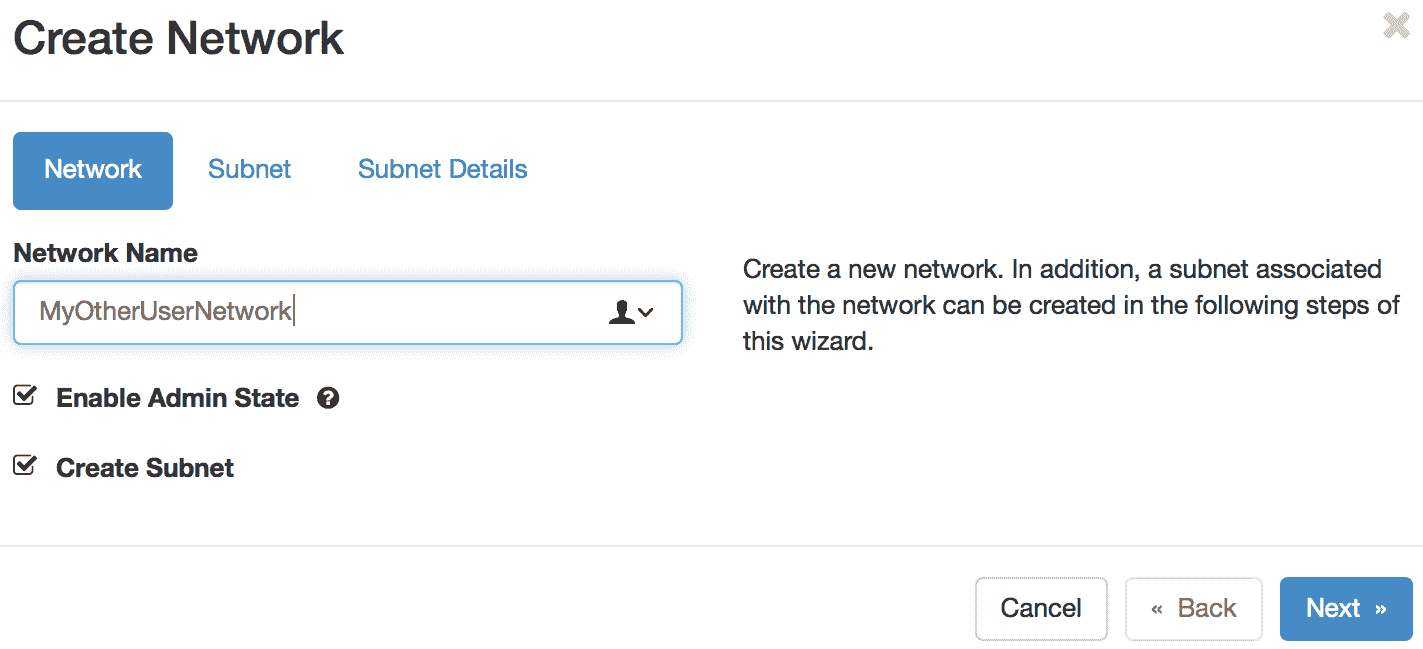 Create Network
Network
Subnet
Subnet Details
Network Name
MyOtherUserNetwork
Enable Admin State
Create Subnet
Create a new network. In addition, a subnet associated
with the network can be created in the following steps of
this wizard.
Cancel
« Back
Next »